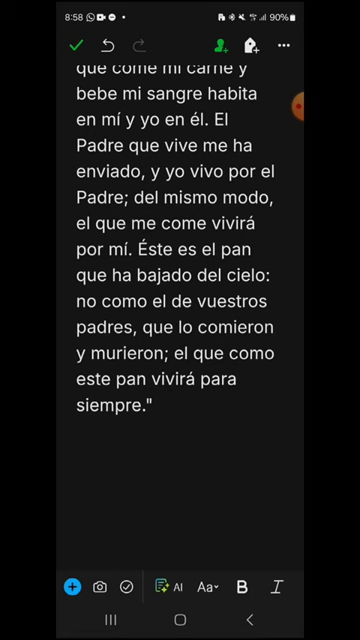 8:58 90%
que come mi carne y
bebe mi sangre habita
en mí y yo en él. El
Padre que vive me ha
enviado, y yo vivo por el
Padre; del mismo modo,
el que me come vivirá
por mí. Éste es el pan
que ha bajado del cielo:
no como el de vuestros
padres, que lo comieron
y murieron; el que como
este pan vivirá para
siempre."
AI Aa B I